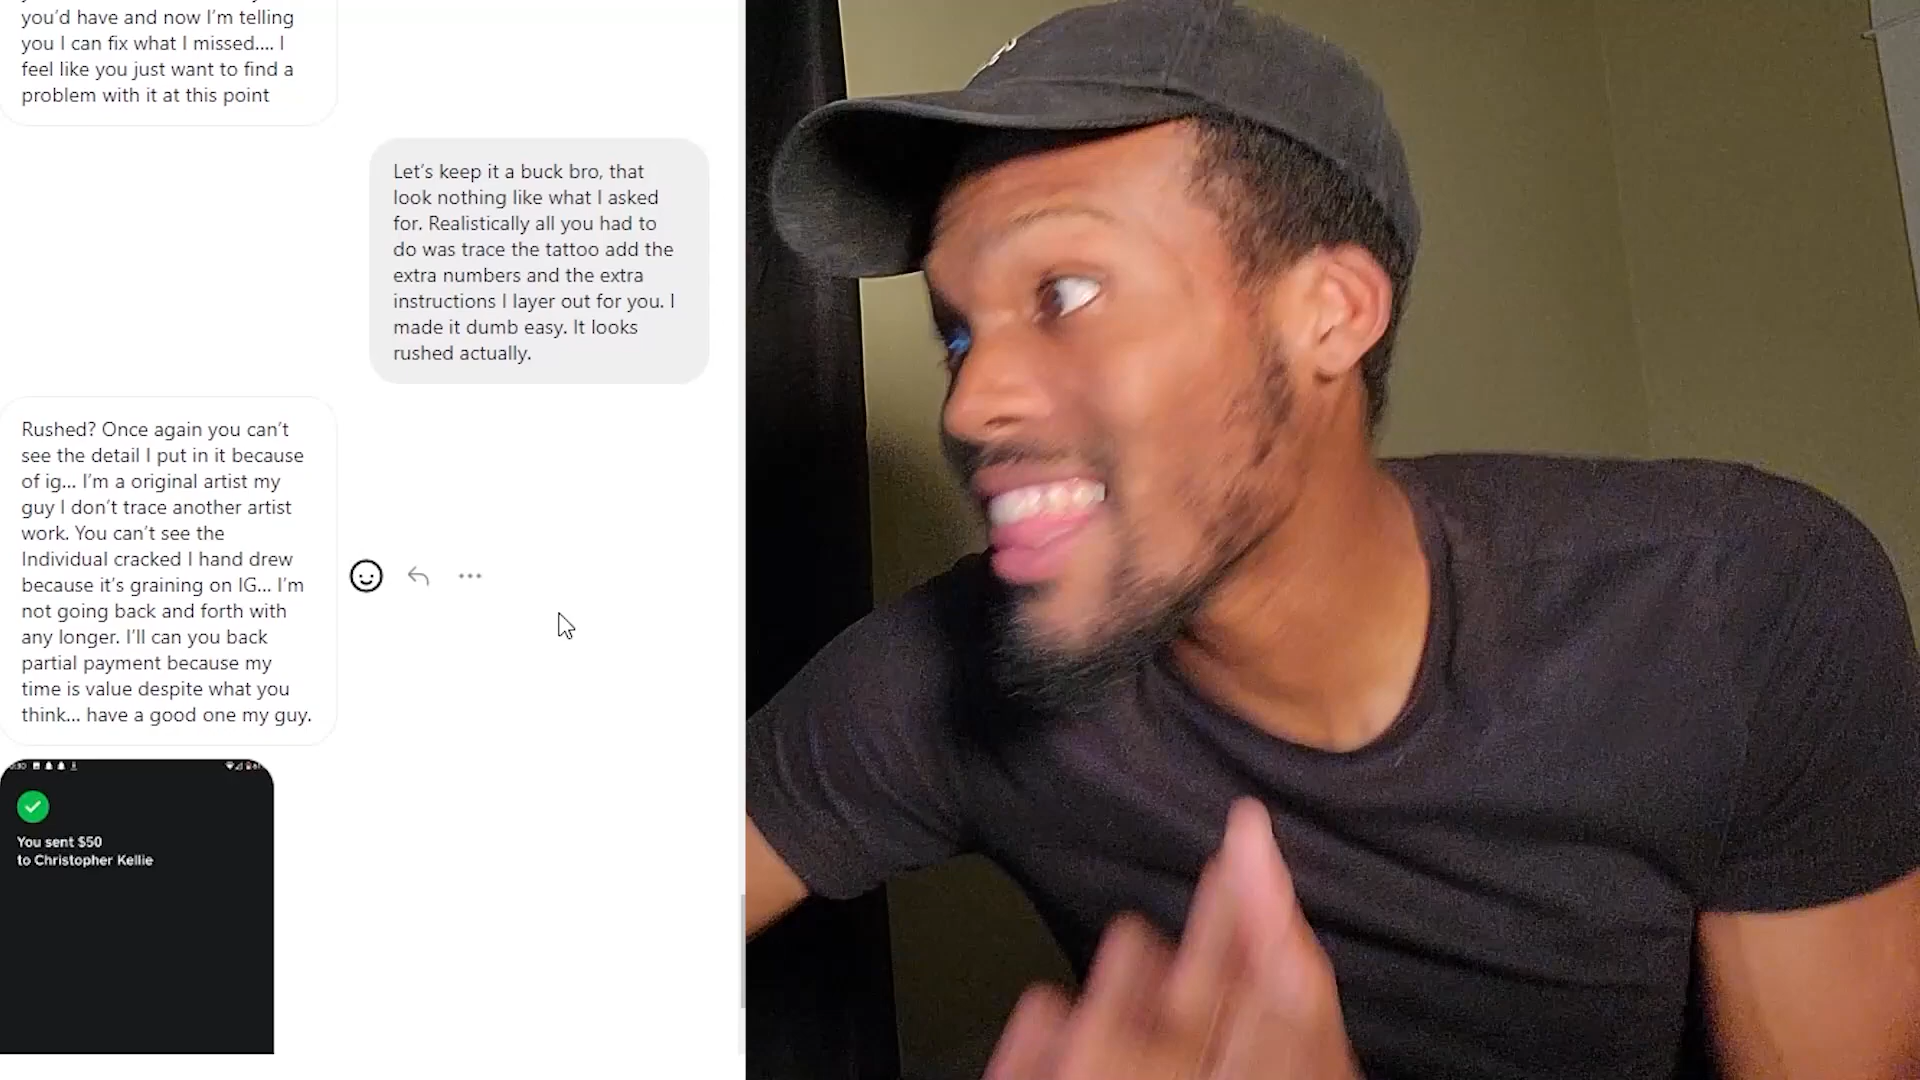 you'd have and now I'm telling
you I can fix what I missed.... I
feel like you just want to find a
problem with it at this point
Let's keep it a buck bro, that
look nothing like what I asked
for. Realistically all you had to
do was trace the tattoo add the
extra numbers and the extra
instructions I layer out for you. I
made it dumb easy. It looks
rushed actually.
Rushed? Once again you can't
see the detail I put in it because
of ig... I'm a original artist my
guy I don't trace another artist
work. You can't see the
Individual cracked I hand drew
because it's graining on IG... I'm
not going back and forth with
any longer. I'll can you back
partial payment because my
time is value despite what you
think... have a good one my guy.
You sent $50
to Christopher Kellie